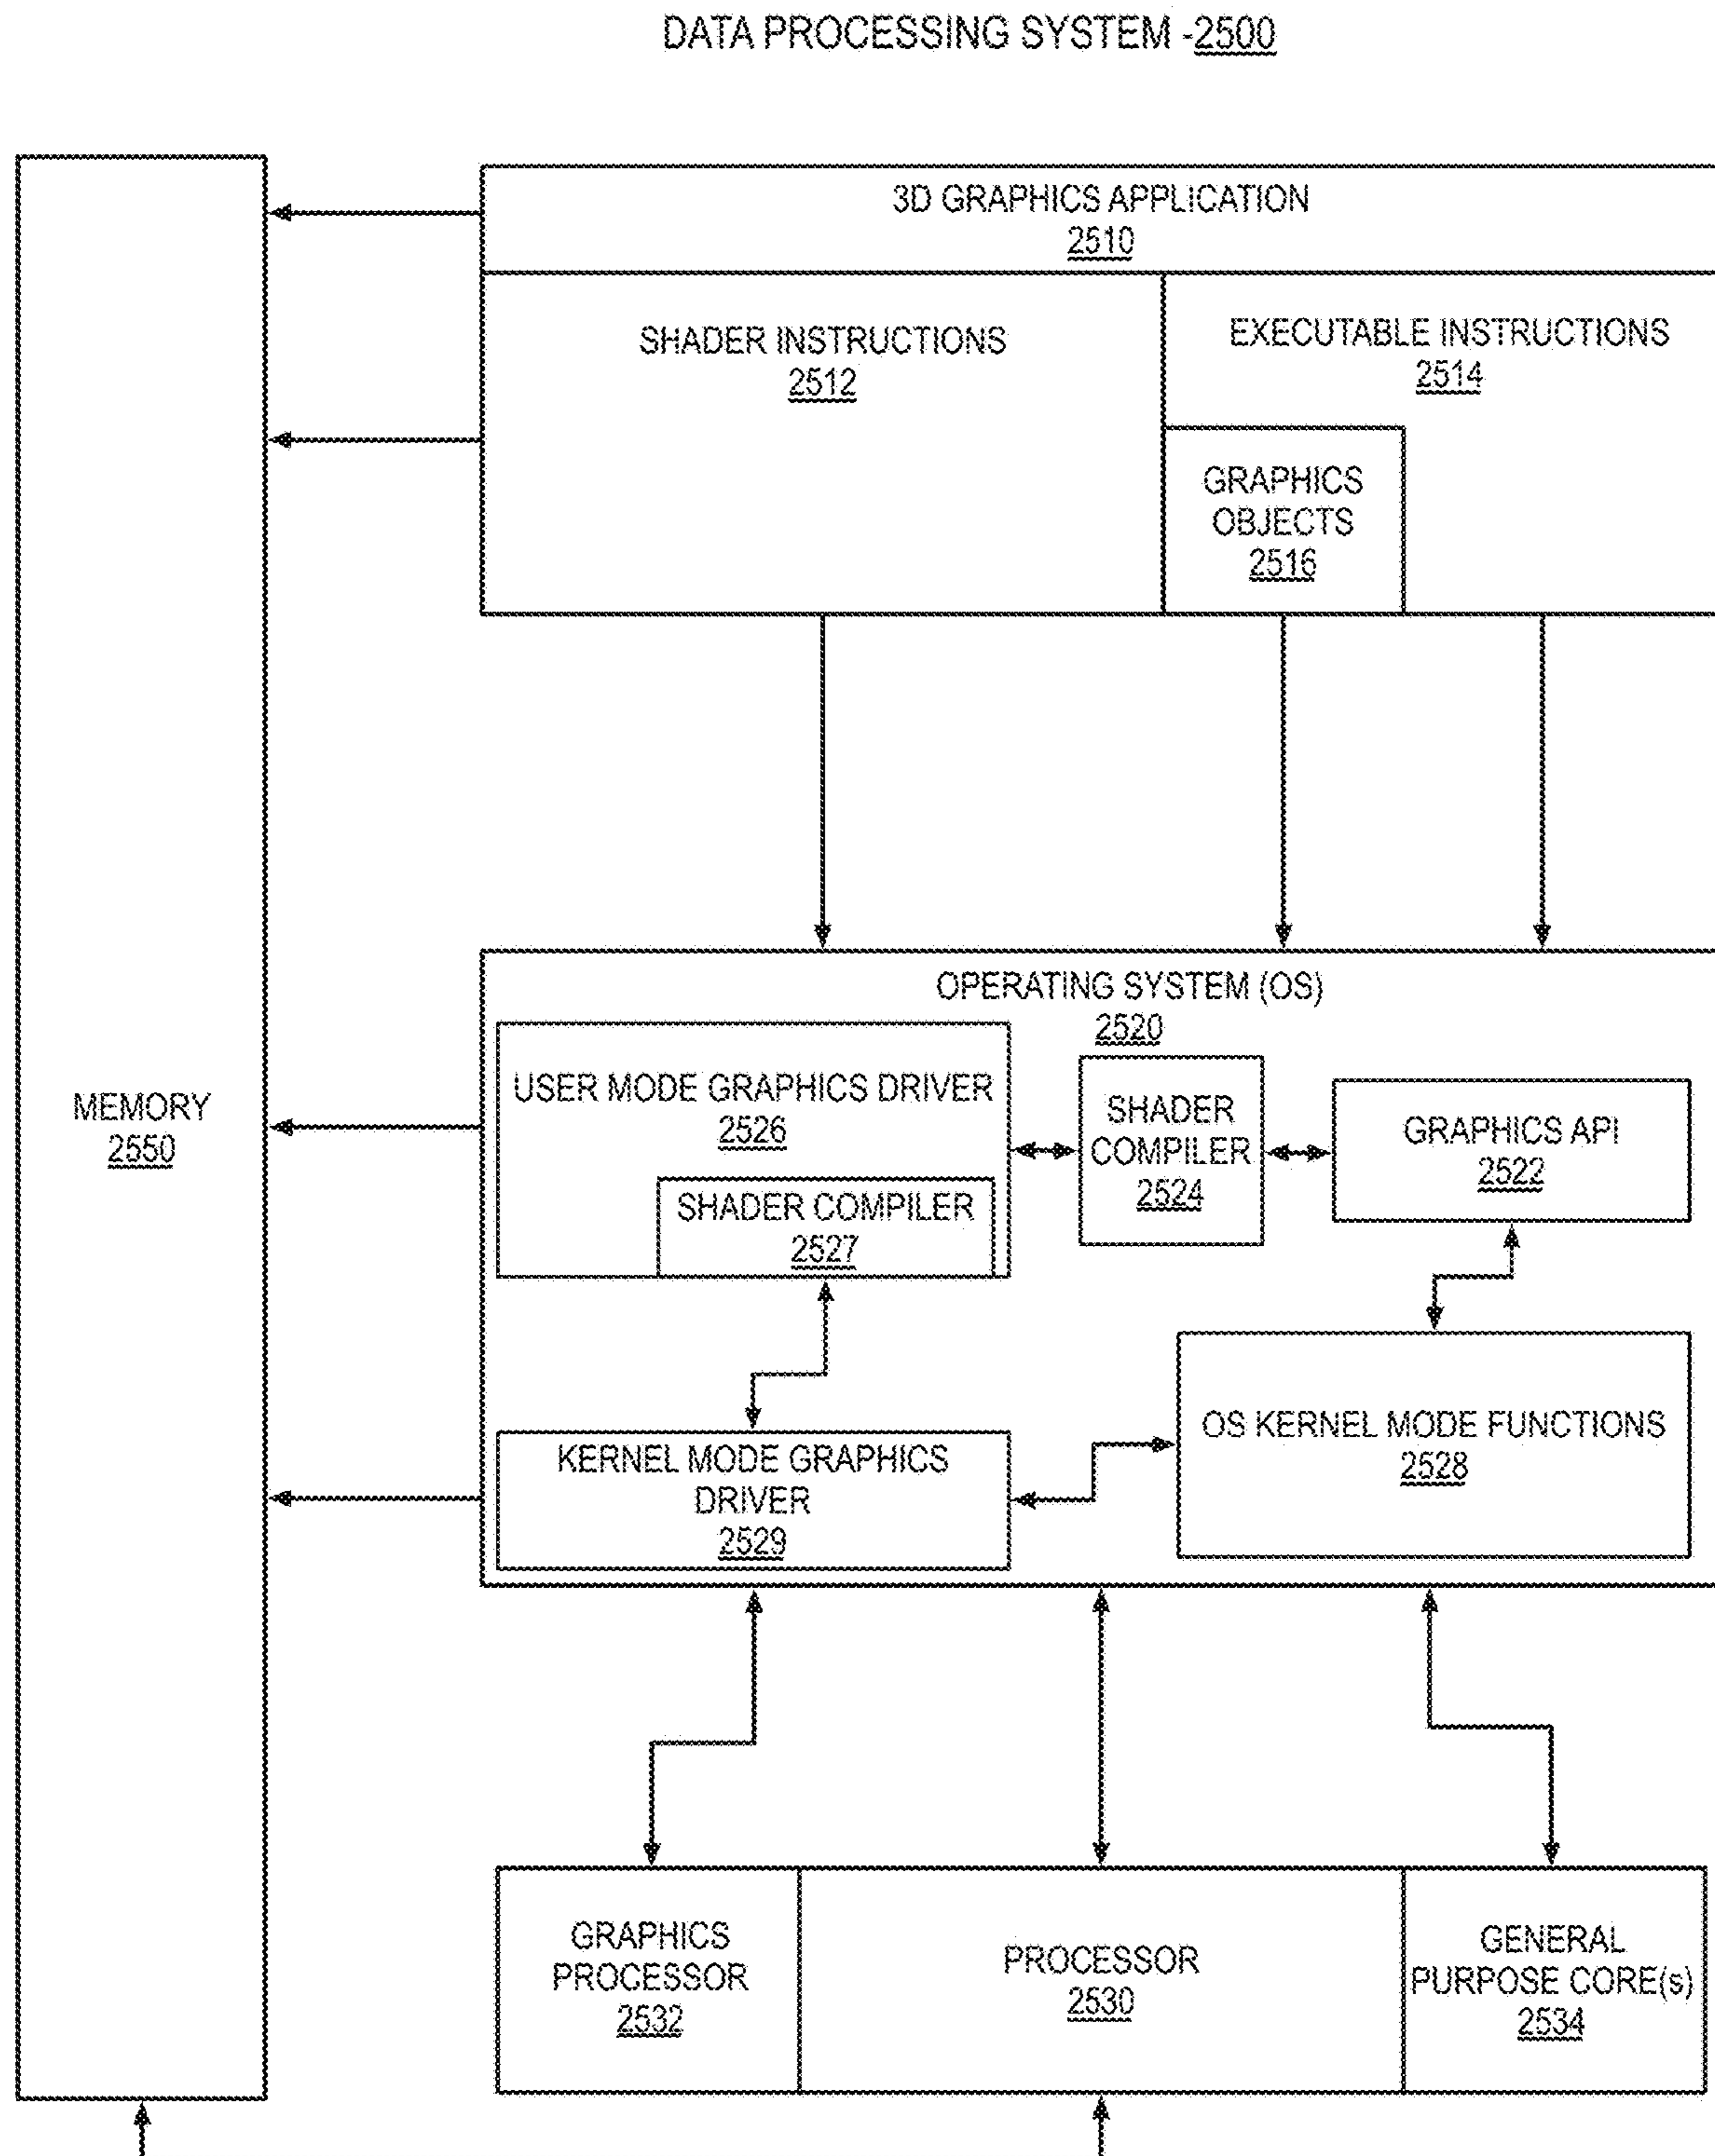 DATA PROCESSING SYSTEM -2500
3D GRAPHICS APPLICATION
2510
SHADER INSTRUCTIONS
2512
EXECUTABLE INSTRUCTIONS
2514
GRAPHICS
OBJECTS
2516
MEMORY
2550
OPERATING SYSTEM (OS)
2520
USER MODE GRAPHICS DRIVER
2526
SHADER COMPILER
2527
SHADER
COMPILER
2524
GRAPHICS API
2522
KERNEL MODE GRAPHICS
DRIVER
2529
OS KERNEL MODE FUNCTIONS
2528
GRAPHICS
PROCESSOR
2532
PROCESSOR
2530
GENERAL
PURPOSE CORE(s)
2534